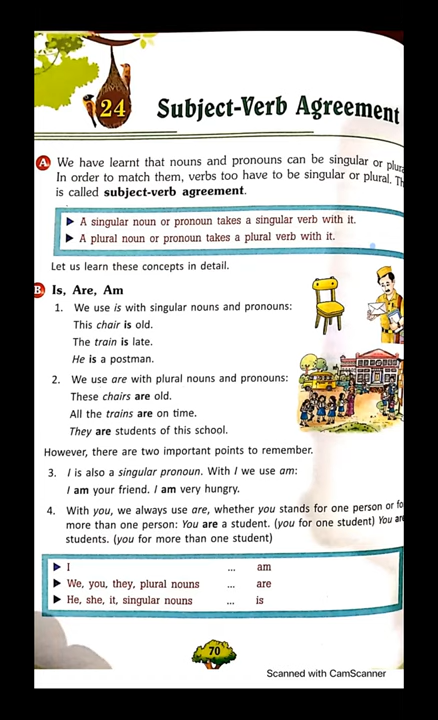 24
Subject-Verb Agreement
A. We have learnt that nouns and pronouns can be singular or
In order to match them, verbs too have to be singular or plural.
is called subject-verb agreement.
▶ A singular noun or pronoun takes a singular verb with it.
▶ A plural noun or pronoun takes a plural verb with it.
Let us learn these concepts in detail.
B. Is, Are, Am
1. We use is with singular nouns and pronouns:
This chair is old.
The train is late.
He is a postman.
2. We use are with plural nouns and pronouns:
These chairs are old.
All the trains are on time.
They are students of this school.
However, there are two important points to remember.
3. I is also a singular pronoun. With I we use am:
I am your friend. I am very hungry.
4. With you, we always use are, whether you stands for one person or
more than one person: You are a student. (you for one student) You are
students. (you for more than one student)
▶ I ... am
▶ We, you, they, plural nouns ... are
▶ He, she, it, singular nouns ... is
70
Scanned with CamScanner